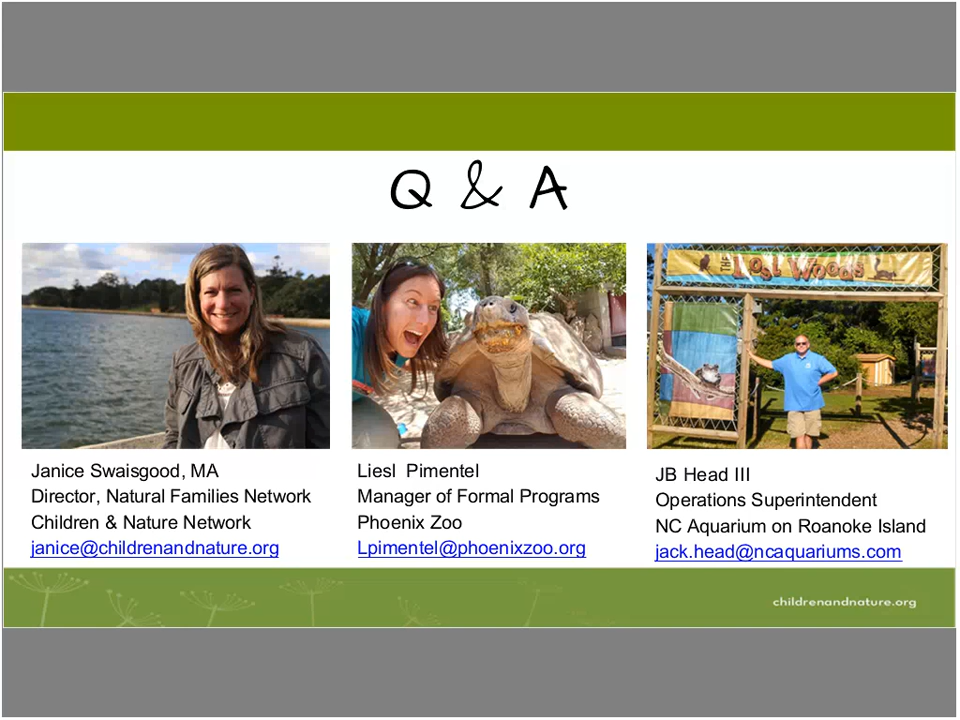 Q & A
THE Lost Woods
Janice Swaisgood, MA
Director, Natural Families Network
Children & Nature Network
janice@childrenandnature.org
Liesl Pimentel
Manager of Formal Programs
Phoenix Zoo
Lpimentel@phoenixzoo.org
JB Head III
Operations Superintendent
NC Aquarium on Roanoke Island
jack.head@ncaquariums.com
childrenandnature.org